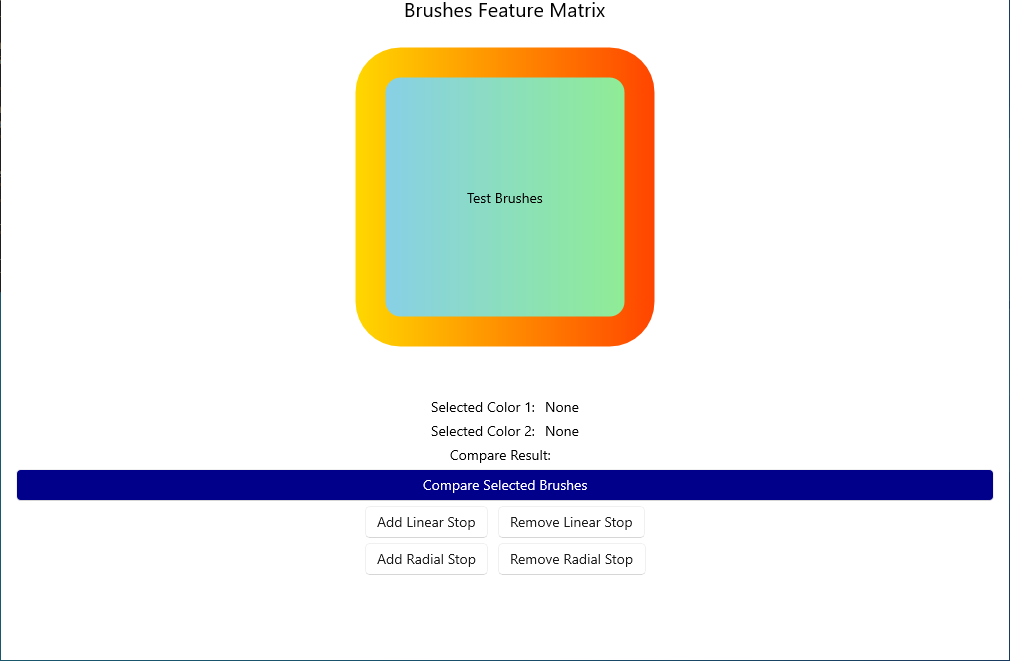 Brushes Feature Matrix
Test Brushes
Selected Color 1: None
Selected Color 2: None
Compare Result:
Compare Selected Brushes
Add Linear Stop Remove Linear Stop
Add Radial Stop Remove Radial Stop